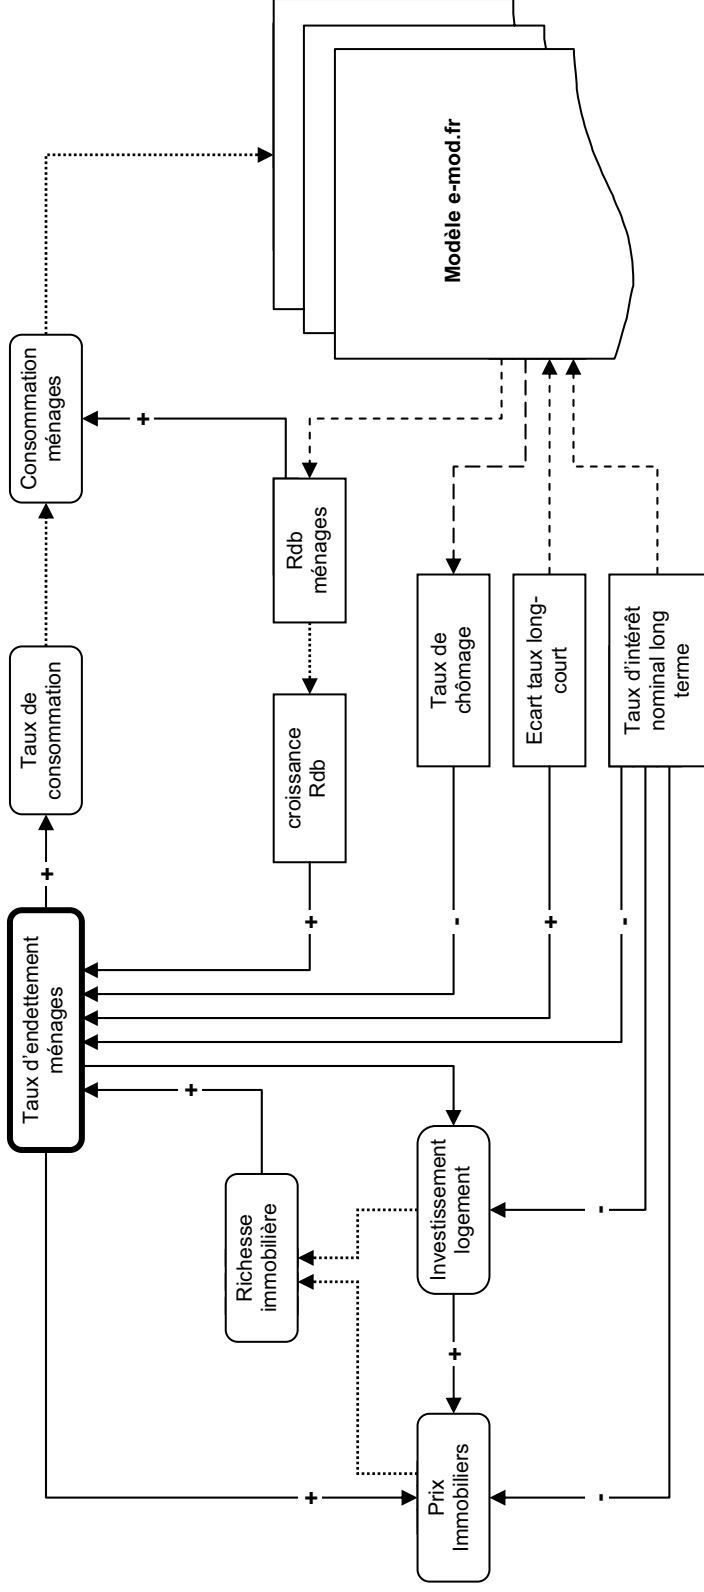 Prix
Immobiliers
+
-
Richesse
immobilière
+
Investissement
logement
+
-
Taux d'endettement
ménages
+
+
-
+
-
Taux de
consommation
croissance
Rdb
Taux de
chômage
Ecart taux long-
court
Taux d'intérêt
nominal long
terme
Consommation
ménages
+
Rdb
ménages
Modèle e-mod.fr